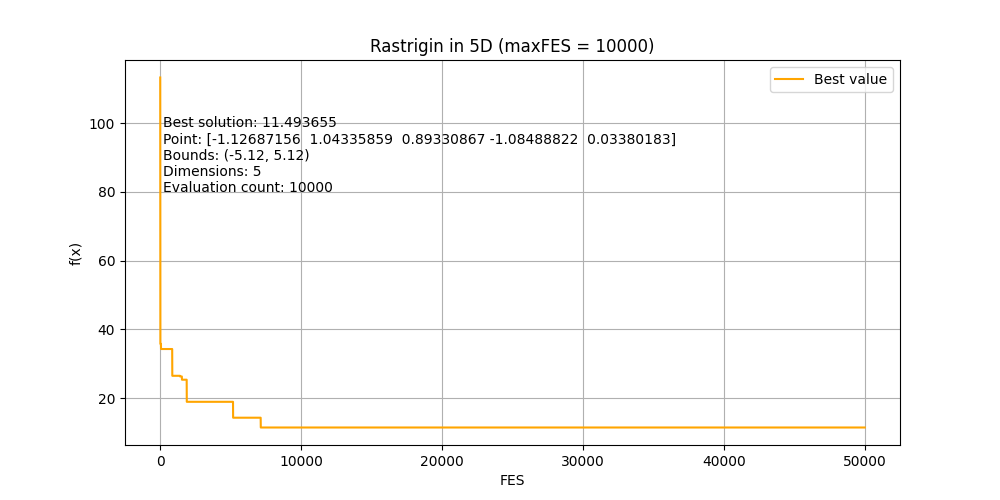 Rastrigin in 5D (maxFES = 10000)
Best value
Best solution: 11.493655
Point: [-1.12687156  1.04335859  0.89330867 -1.08488822  0.03380183]
Bounds: (-5.12, 5.12)
Dimensions: 5
Evaluation count: 10000
100
80
60
40
20
f(x)
0 10000 20000 30000 40000 50000
FES